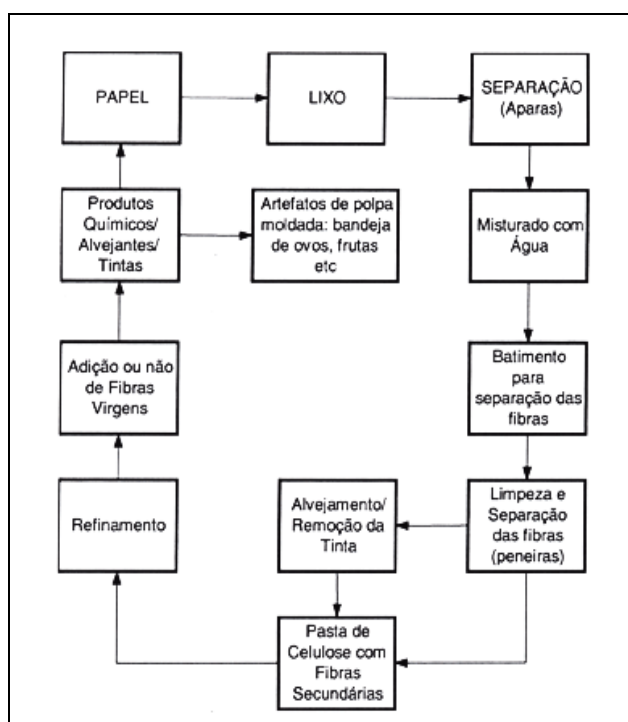 PAPEL
LIXO
SEPARAÇÃO
(Aparas)
Produtos
Químicos/
Alvejantes/
Tintas
Artefatos de polpa
moldada: bandeja
de ovos, frutas
etc
Misturado com
Água
Adição ou não
de Fibras
Virgens
Batimento
para
separação das
fibras
Refinamento
Alvejamento/
Remoção da
Tinta
Limpeza e
Separação
das fibras
(peneiras)
Pasta de
Celulose com
Fibras
Secundárias